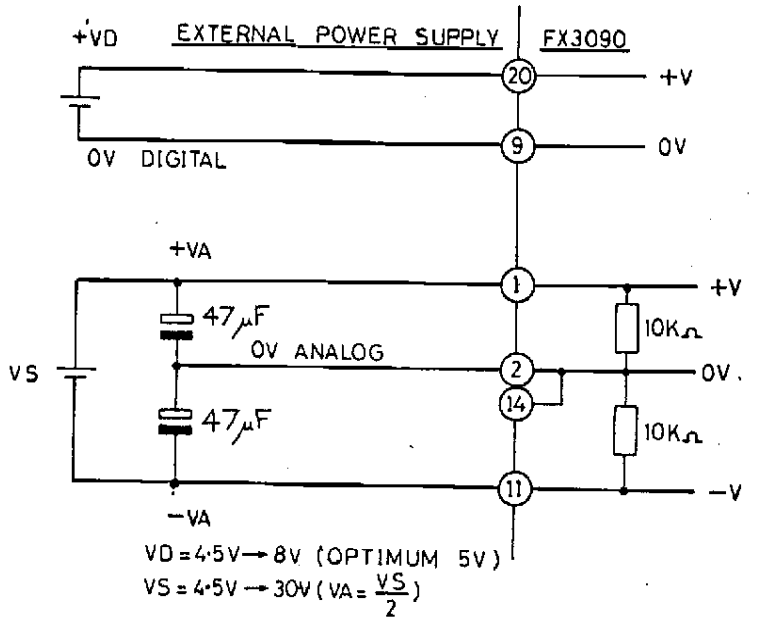 EXTERNAL POWER SUPPLY FX3090
+VD
20 +V
9 0V
0V DIGITAL
+VA
1 +V
47µF
10KΩ
0V ANALOG
VS
2 0V.
14
47µF
10KΩ
11 -V
-VA
VD=4·5V→8V (OPTIMUM 5V)
VS=4·5V→30V(VA=VS/2)